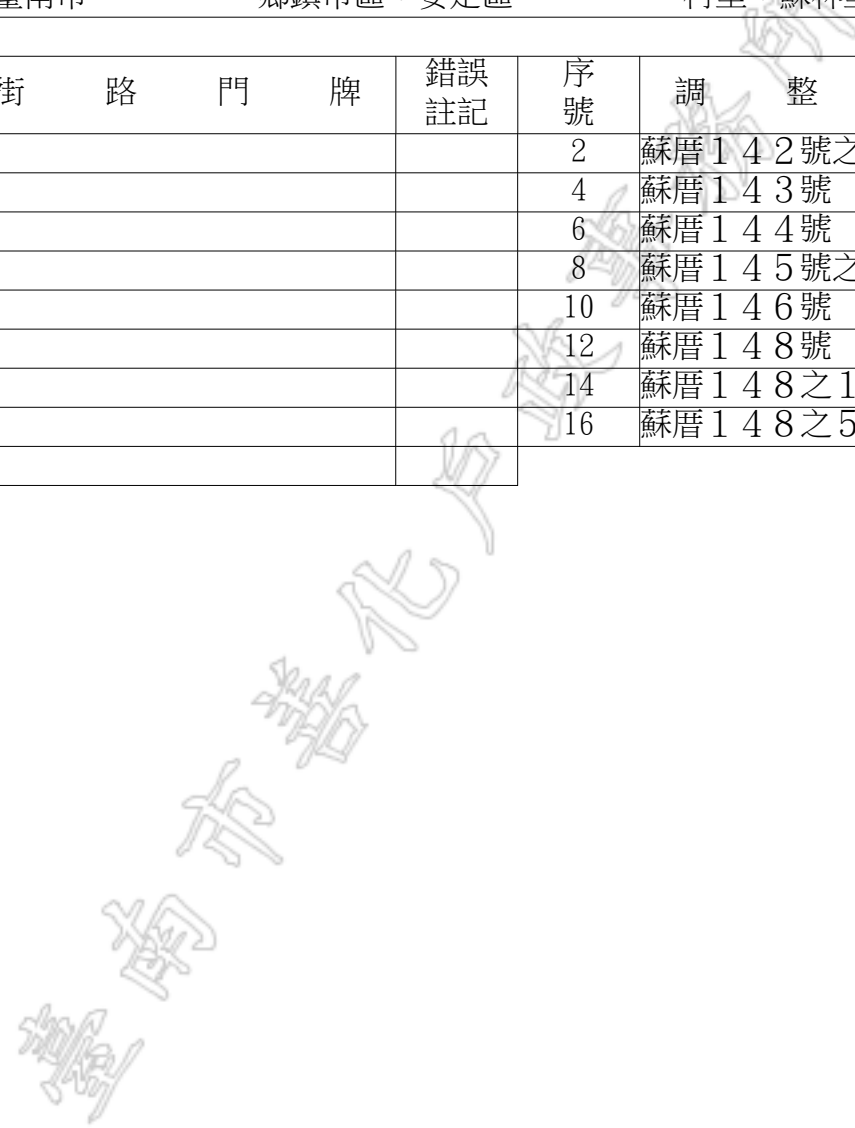 臺南市 鄉鎮市區：安定區 村里：蘇林里
街路門牌 錯誤註記 序號 調整
2 蘇厝１４２號之
4 蘇厝１４３號
6 蘇厝１４４號
8 蘇厝１４５號之
10 蘇厝１４６號
12 蘇厝１４８號
14 蘇厝１４８之１
16 蘇厝１４８之５
臺南市善化戶政事務所